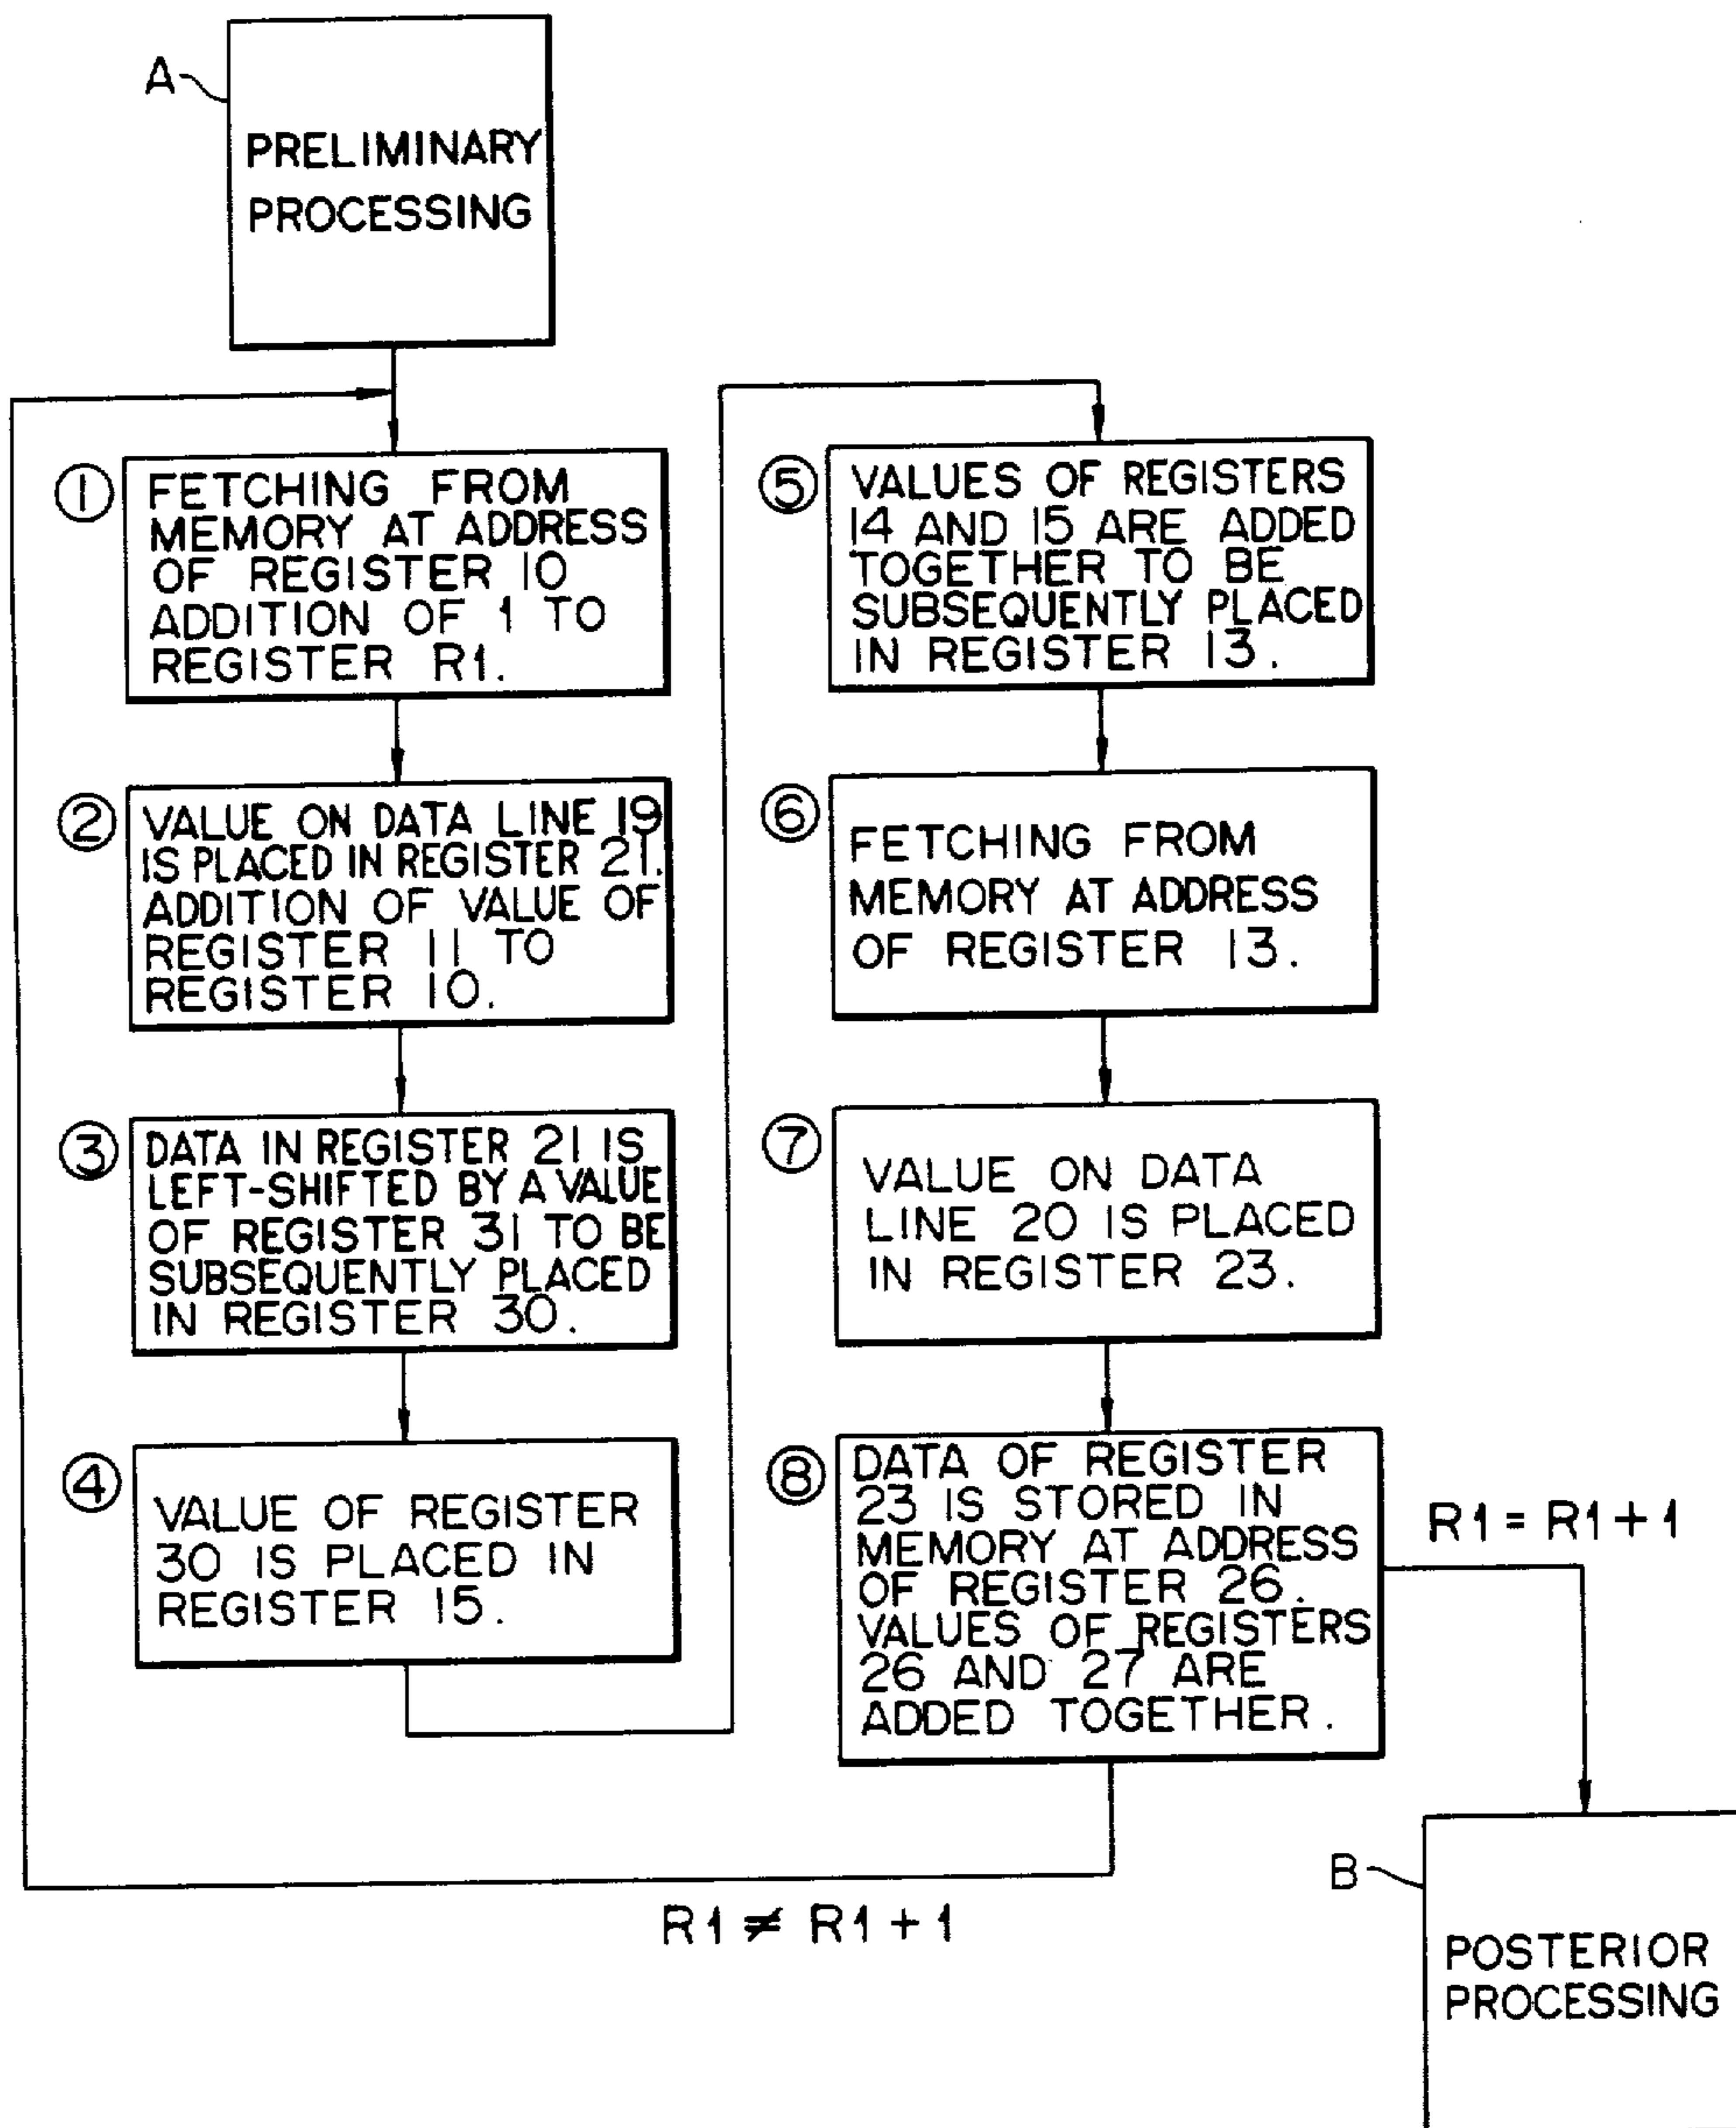 A
PRELIMINARY
PROCESSING
①
FETCHING FROM
MEMORY AT ADDRESS
OF REGISTER 10
ADDITION OF 1 TO
REGISTER R1.
②
VALUE ON DATA LINE 19
IS PLACED IN REGISTER 21.
ADDITION OF VALUE OF
REGISTER 11 TO
REGISTER 10.
③
DATA IN REGISTER 21 IS
LEFT-SHIFTED BY A VALUE
OF REGISTER 31 TO BE
SUBSEQUENTLY PLACED
IN REGISTER 30.
④
VALUE OF REGISTER
30 IS PLACED IN
REGISTER 15.
⑤
VALUES OF REGISTERS
14 AND 15 ARE ADDED
TOGETHER TO BE
SUBSEQUENTLY PLACED
IN REGISTER 13.
⑥
FETCHING FROM
MEMORY AT ADDRESS
OF REGISTER 13.
⑦
VALUE ON DATA
LINE 20 IS PLACED
IN REGISTER 23.
⑧
DATA OF REGISTER
23 IS STORED IN
MEMORY AT ADDRESS
OF REGISTER 26.
VALUES OF REGISTERS
26 AND 27 ARE
ADDED TOGETHER.
R1 = R1 + 1
R1 ≠ R1 + 1
B
POSTERIOR
PROCESSING